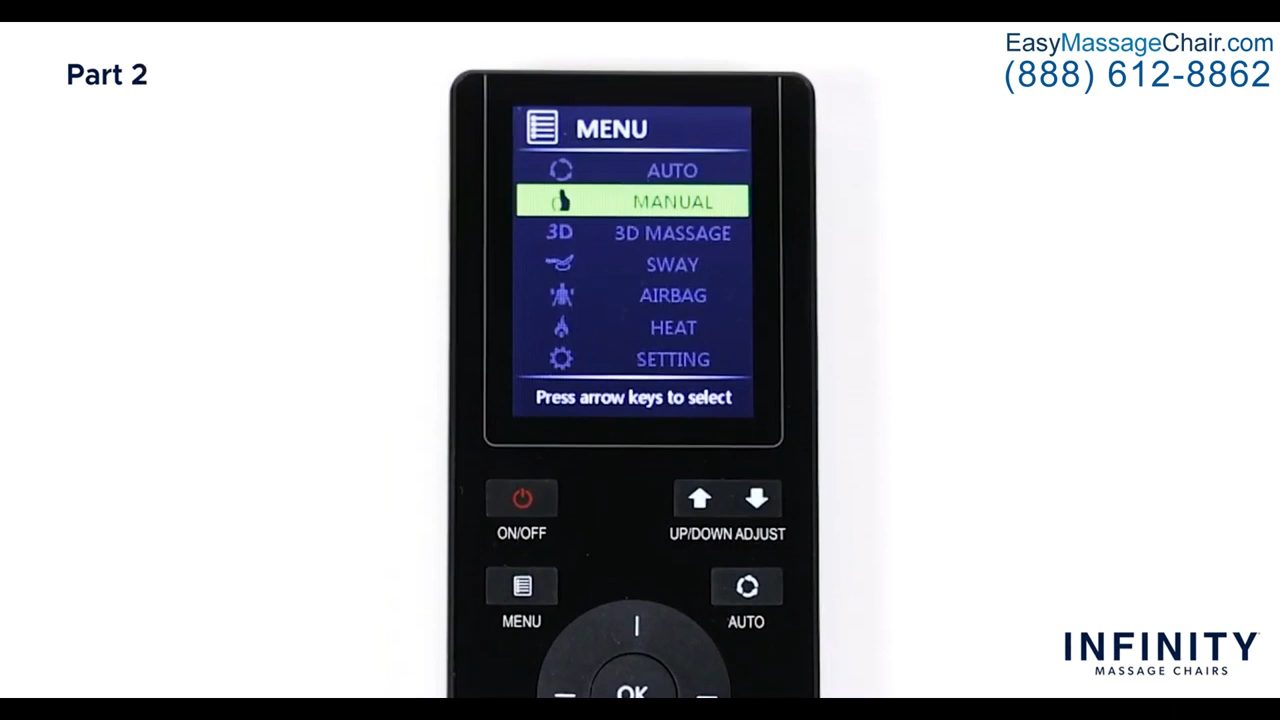 Part 2
EasyMassageChair.com
(888) 612-8862
MENU
AUTO
MANUAL
3D 3D MASSAGE
SWAY
AIRBAG
HEAT
SETTING
Press arrow keys to select
ON/OFF
UP/DOWN ADJUST
MENU
AUTO
OK
INFINITY
MASSAGE CHAIRS